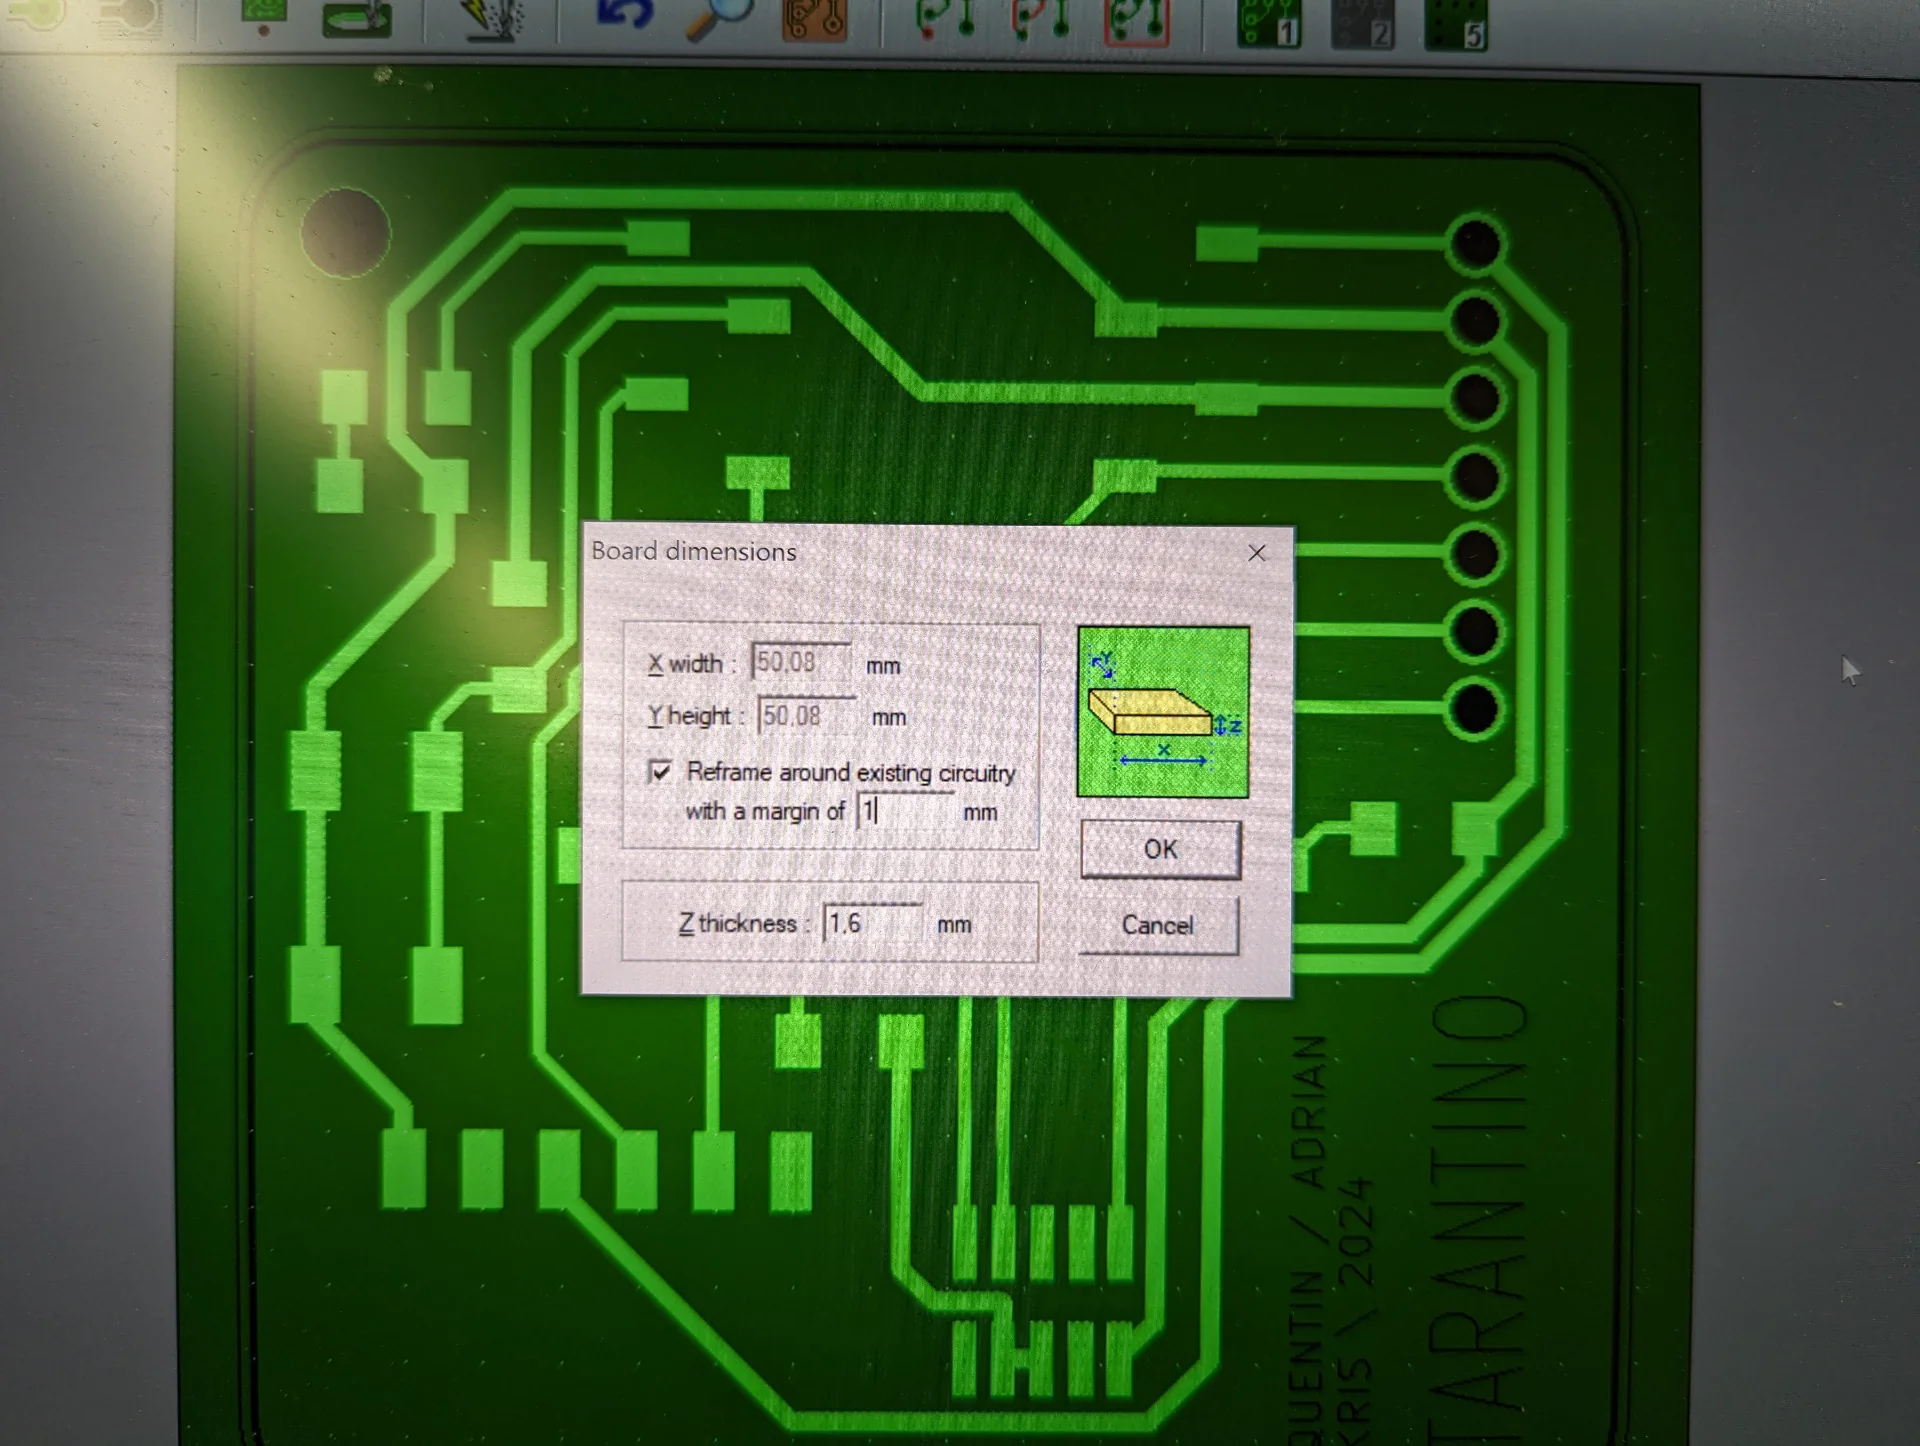 1
2
5
Board dimensions
X width : 50.08 mm
Y height : 50.08 mm
Reframe around existing circuitry
with a margin of 1 mm
Z thickness : 1.6 mm
Y
Z
X
OK
Cancel
QUENTIN / ADRIAN
KRIS \ 2024
TARANTINO